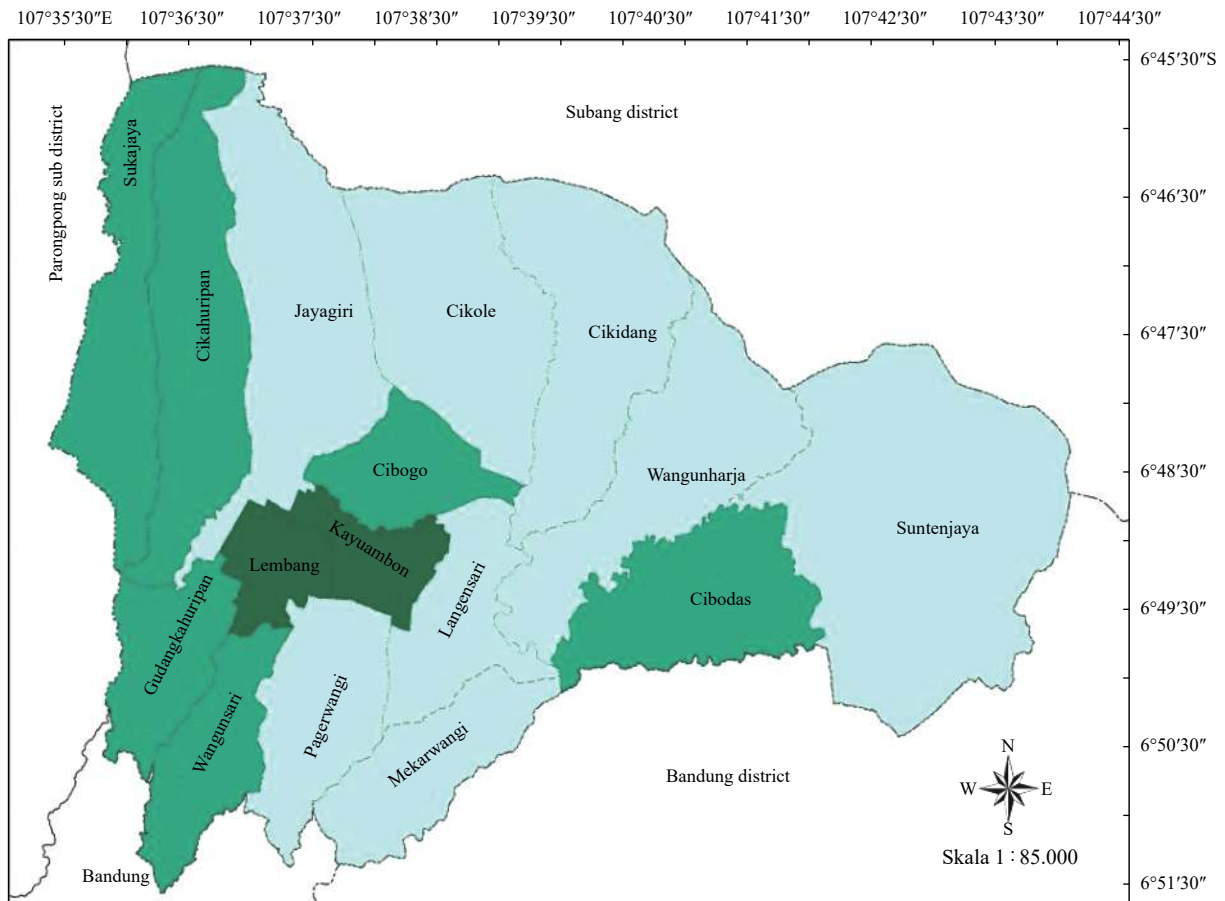 107°35′30″E 107°36′30″ 107°37′30″ 107°38′30″ 107°39′30″ 107°40′30″ 107°41′30″ 107°42′30″ 107°43′30″ 107°44′30″
6°45′30″S
6°46′30″
6°47′30″
6°48′30″
6°49′30″
6°50′30″
6°51′30″
Subang district
Parongpong sub district
Sukajaya
Cikahuripan
Jayagiri
Cikole
Cikidang
Cibogo
Wangunharja
Suntenjaya
Lembang
Kayuambon
Langensari
Cibodas
Gudangkahuripan
Wangunsari
Pagerwangi
Mekarwangi
Bandung district
Bandung
N
W E
S
Skala 1 : 85.000